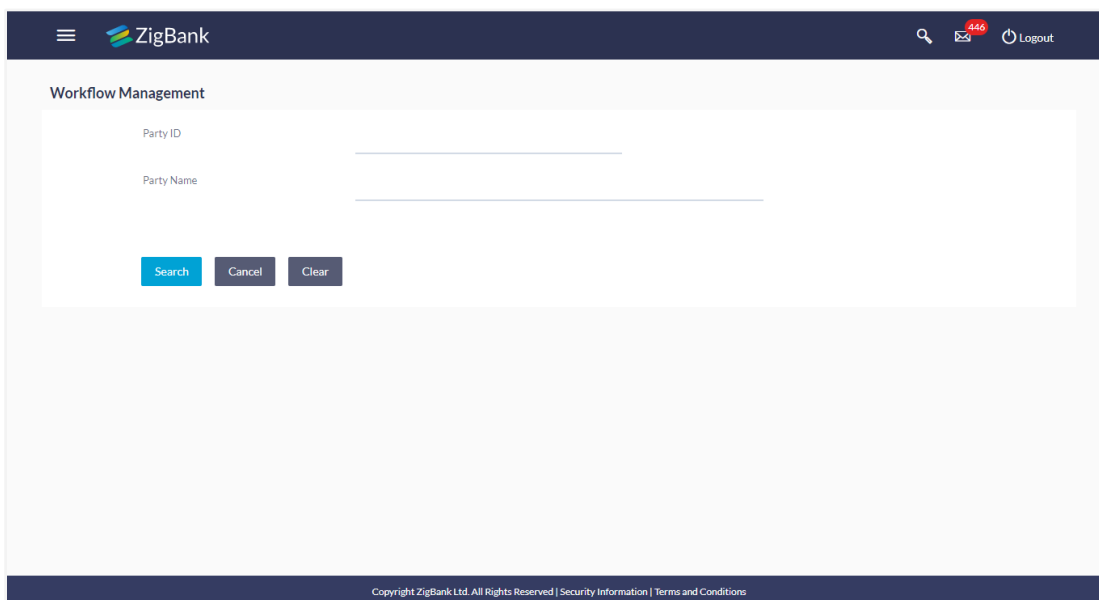 ZigBank
446
Logout
Workflow Management
Party ID
Party Name
Search Cancel Clear
Copyright ZigBank Ltd. All Rights Reserved | Security Information | Terms and Conditions